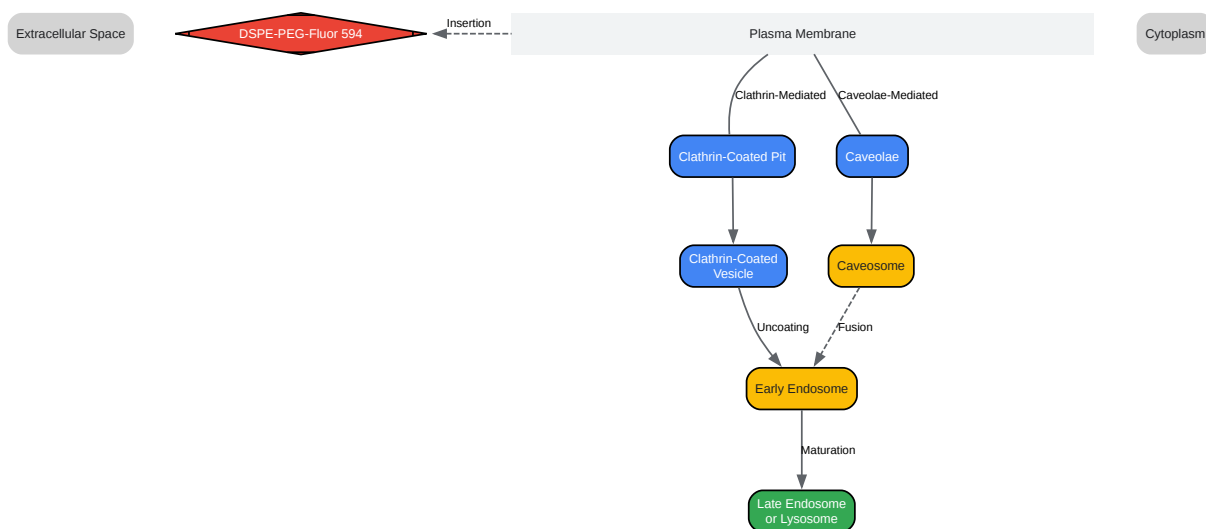 Extracellular Space
DSPE-PEG-Fluor 594
Insertion
Plasma Membrane
Cytoplasm
Clathrin-Mediated
Caveolae-Mediated
Clathrin-Coated Pit
Caveolae
Clathrin-Coated
Vesicle
Caveosome
Uncoating
Fusion
Early Endosome
Maturation
Late Endosome
or Lysosome